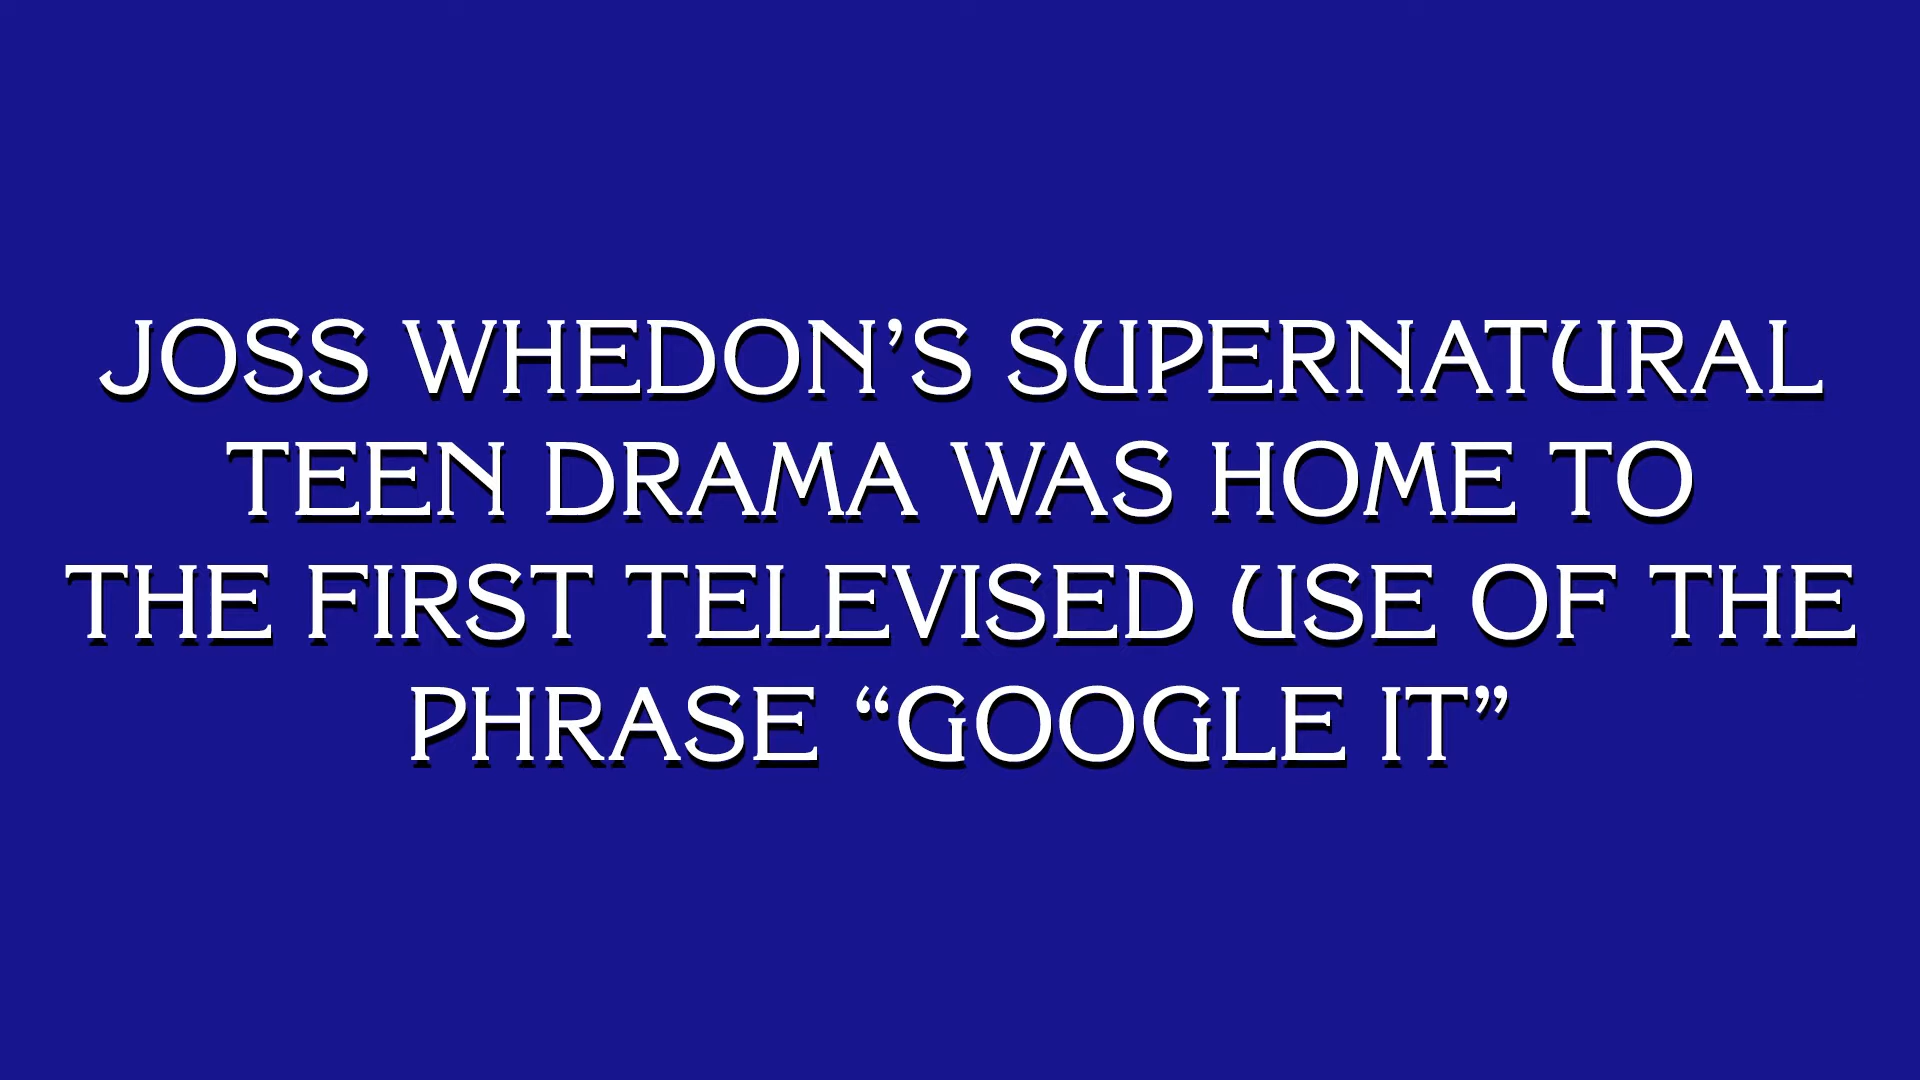 JOSS WHEDON’S SUPERNATURAL
TEEN DRAMA WAS HOME TO
THE FIRST TELEVISED USE OF THE
PHRASE “GOOGLE IT”